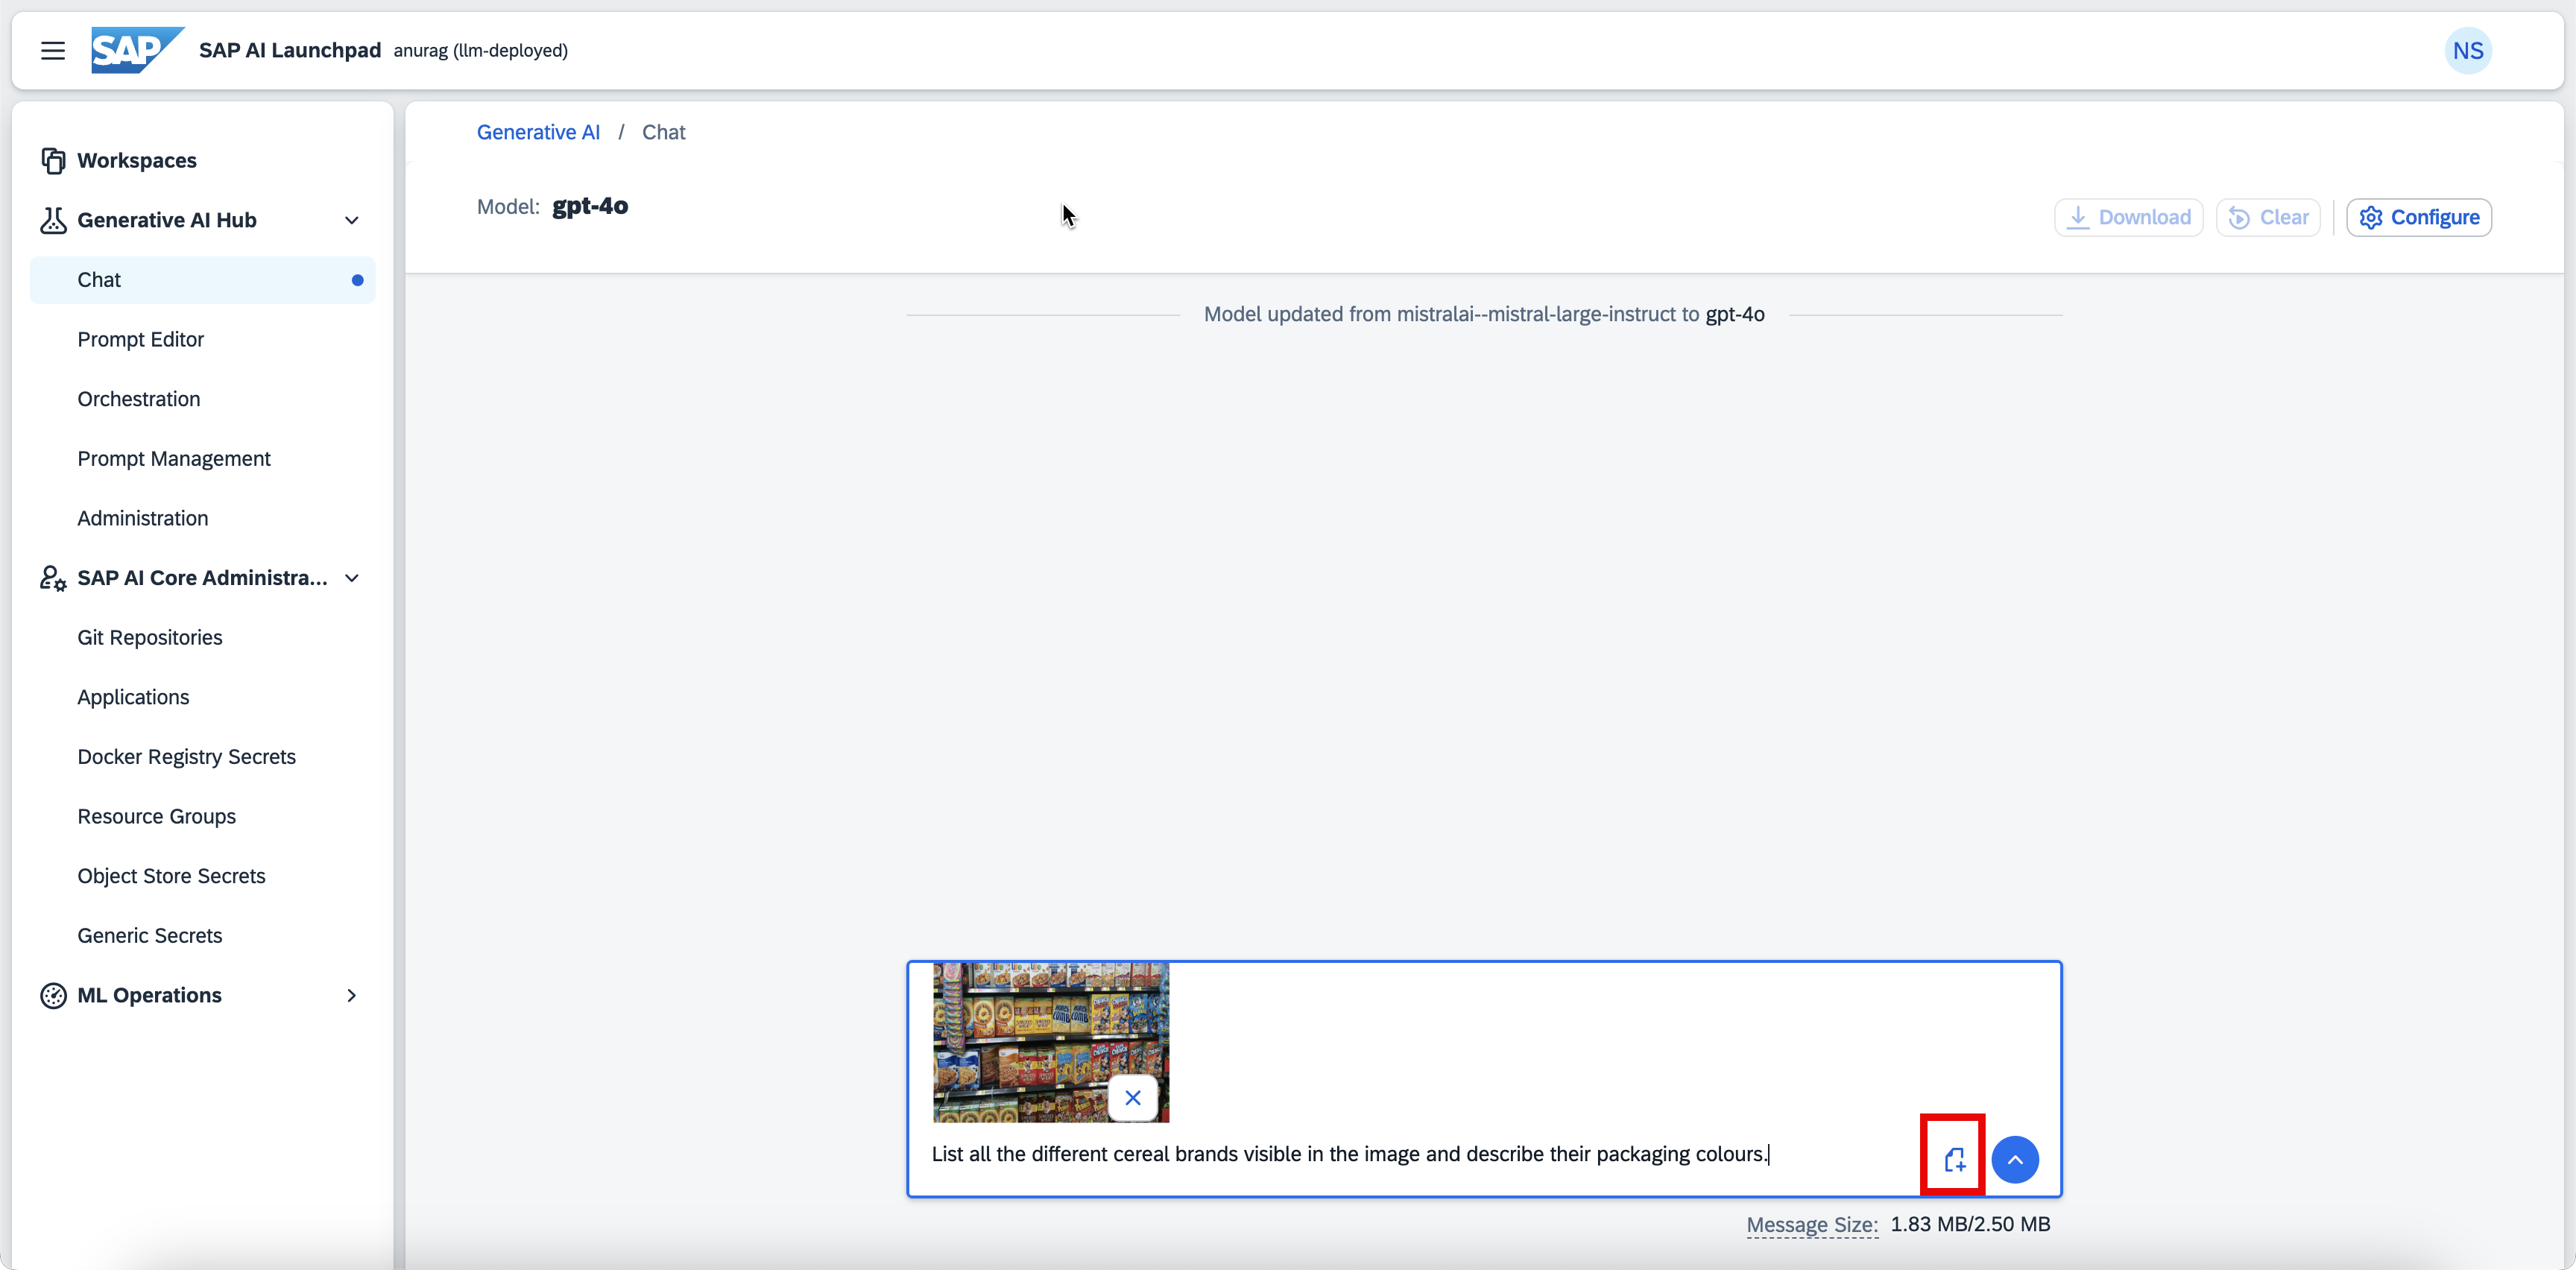 SAP SAP AI Launchpad anurag (llm-deployed) NS
Workspaces
Generative AI Hub
Chat
Prompt Editor
Orchestration
Prompt Management
Administration
SAP AI Core Administra...
Git Repositories
Applications
Docker Registry Secrets
Resource Groups
Object Store Secrets
Generic Secrets
ML Operations
Generative AI / Chat
Model: gpt-4o
Download Clear Configure
Model updated from mistralai--mistral-large-instruct to gpt-4o
List all the different cereal brands visible in the image and describe their packaging colours.
Message Size: 1.83 MB/2.50 MB